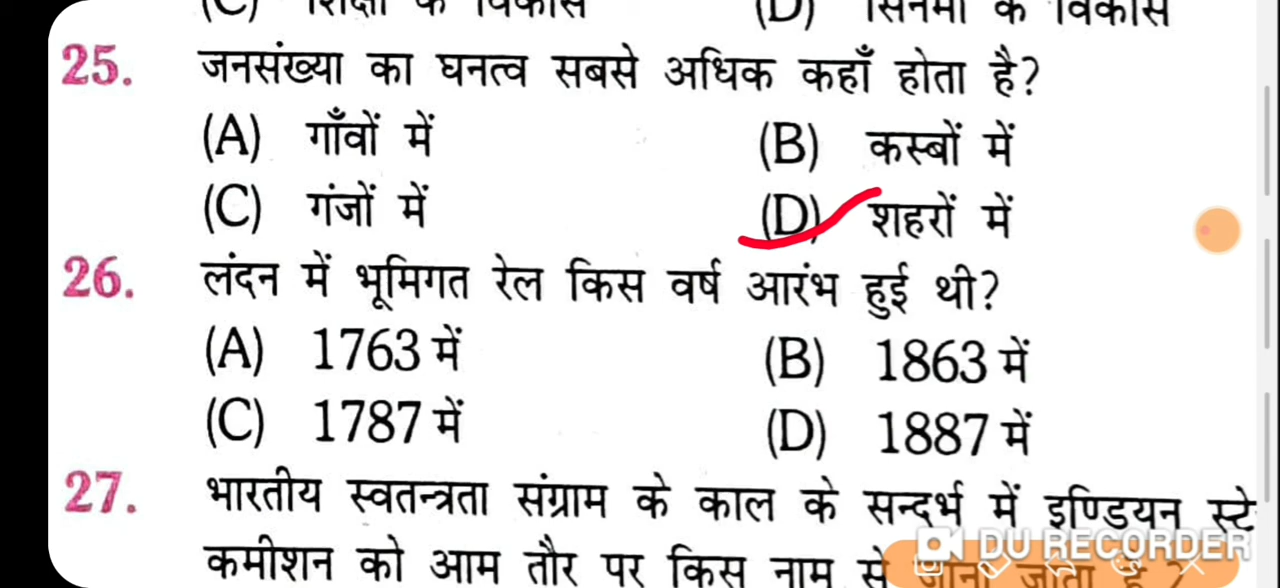 (C) शिक्षा के विकास (D) सिनेमा के विकास
25. जनसंख्या का घनत्व सबसे अधिक कहाँ होता है?
(A) गाँवों में (B) कस्बों में
(C) गंजों में (D) शहरों में
26. लंदन में भूमिगत रेल किस वर्ष आरंभ हुई थी?
(A) 1763 में (B) 1863 में
(C) 1787 में (D) 1887 में
27. भारतीय स्वतन्त्रता संग्राम के काल के सन्दर्भ में इण्डियन स्टे
कमीशन को आम तौर पर किस नाम से जाना जाता है ?
DU RECORDER